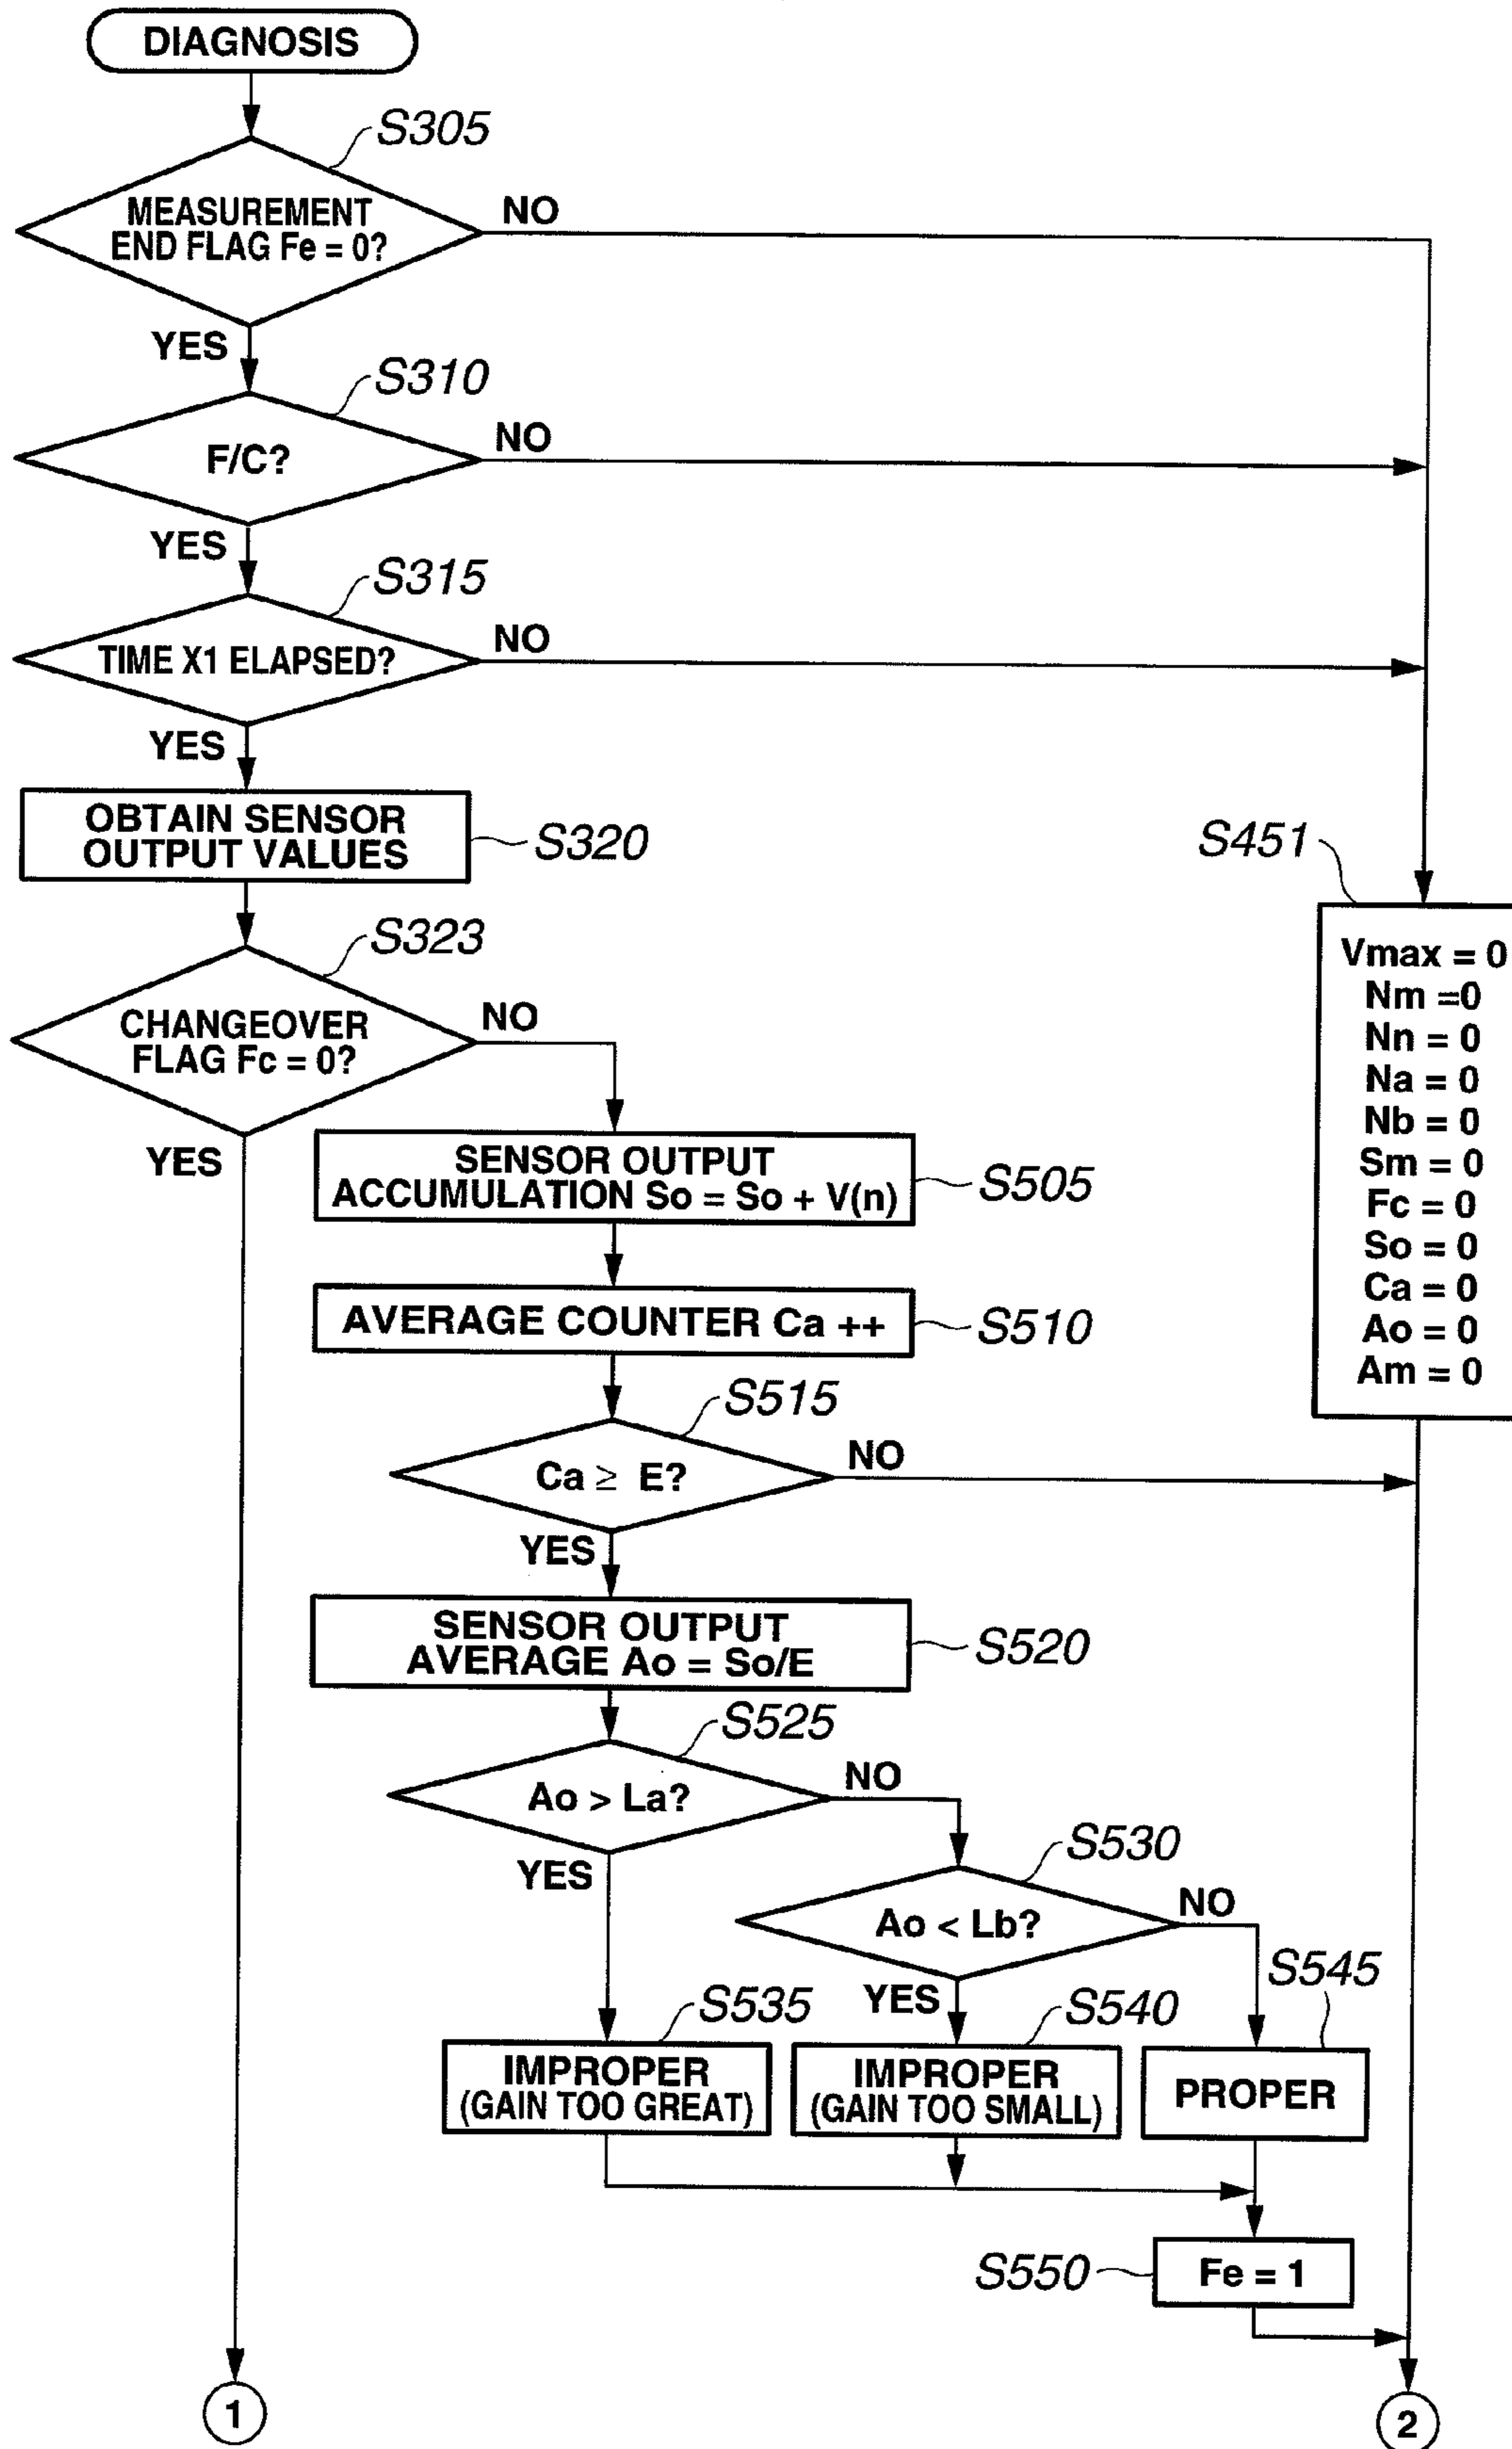 DIAGNOSIS
S305
MEASUREMENT
END FLAG Fe = 0?
NO
YES
S310
F/C?
NO
YES
S315
TIME X1 ELAPSED?
NO
YES
OBTAIN SENSOR
OUTPUT VALUES
S320
S451
Vmax = 0
Nm =0
Nn = 0
Na = 0
Nb = 0
Sm = 0
Fc = 0
So = 0
Ca = 0
Ao = 0
Am = 0
S323
CHANGEOVER
FLAG Fc = 0?
NO
YES
SENSOR OUTPUT
ACCUMULATION So = So + V(n)
S505
AVERAGE COUNTER Ca ++
S510
S515
Ca ≥ E?
NO
YES
SENSOR OUTPUT
AVERAGE Ao = So/E
S520
S525
Ao > La?
NO
YES
S530
Ao < Lb?
NO
YES
S535
IMPROPER
(GAIN TOO GREAT)
S540
IMPROPER
(GAIN TOO SMALL)
S545
PROPER
S550
Fe = 1
1
2